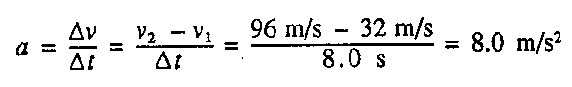 a = Δv/Δt = v₂ − v₁/Δt = 96 m/s − 32 m/s/8.0 s = 8.0 m/s²